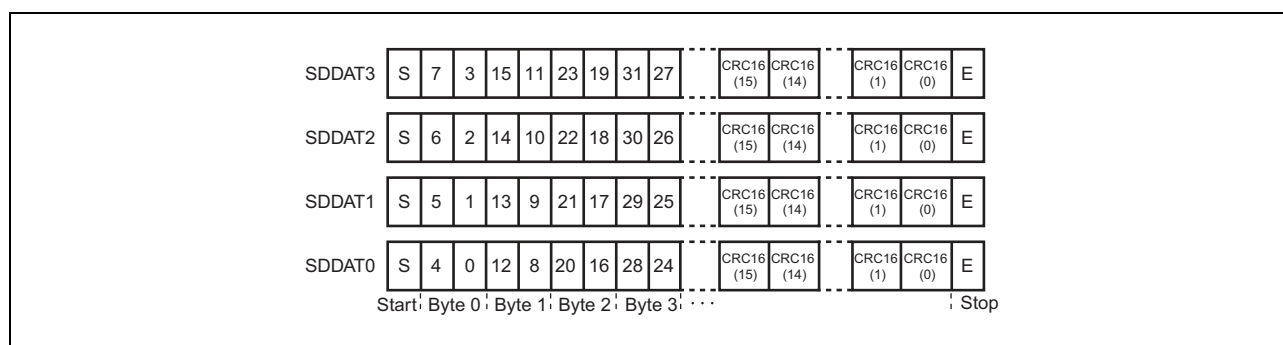 SDDAT3 S 7 3 15 11 23 19 31 27 CRC16 (15) CRC16 (14) CRC16 (1) CRC16 (0) E
SDDAT2 S 6 2 14 10 22 18 30 26 CRC16 (15) CRC16 (14) CRC16 (1) CRC16 (0) E
SDDAT1 S 5 1 13 9 21 17 29 25 CRC16 (15) CRC16 (14) CRC16 (1) CRC16 (0) E
SDDAT0 S 4 0 12 8 20 16 28 24 CRC16 (15) CRC16 (14) CRC16 (1) CRC16 (0) E
Start Byte 0 Byte 1 Byte 2 Byte 3 ... Stop